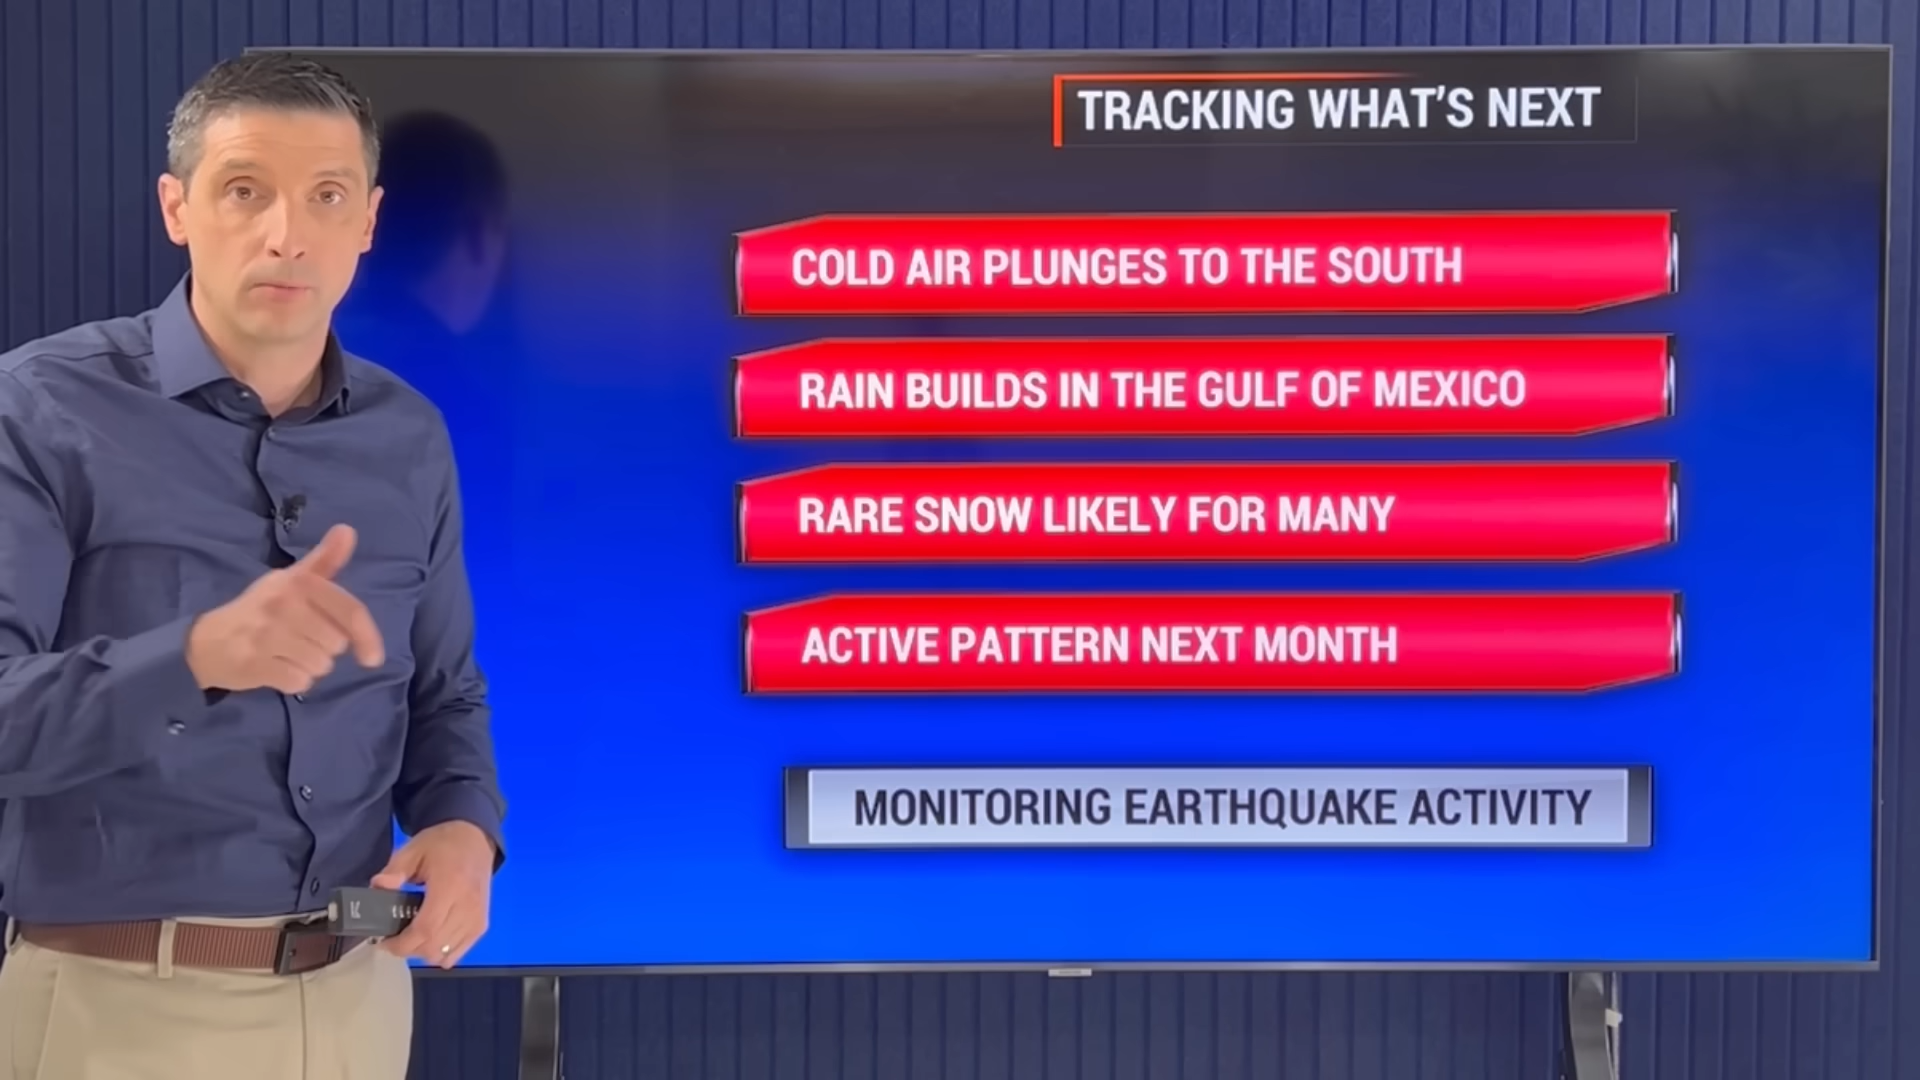 TRACKING WHAT'S NEXT
COLD AIR PLUNGES TO THE SOUTH
RAIN BUILDS IN THE GULF OF MEXICO
RARE SNOW LIKELY FOR MANY
ACTIVE PATTERN NEXT MONTH
MONITORING EARTHQUAKE ACTIVITY